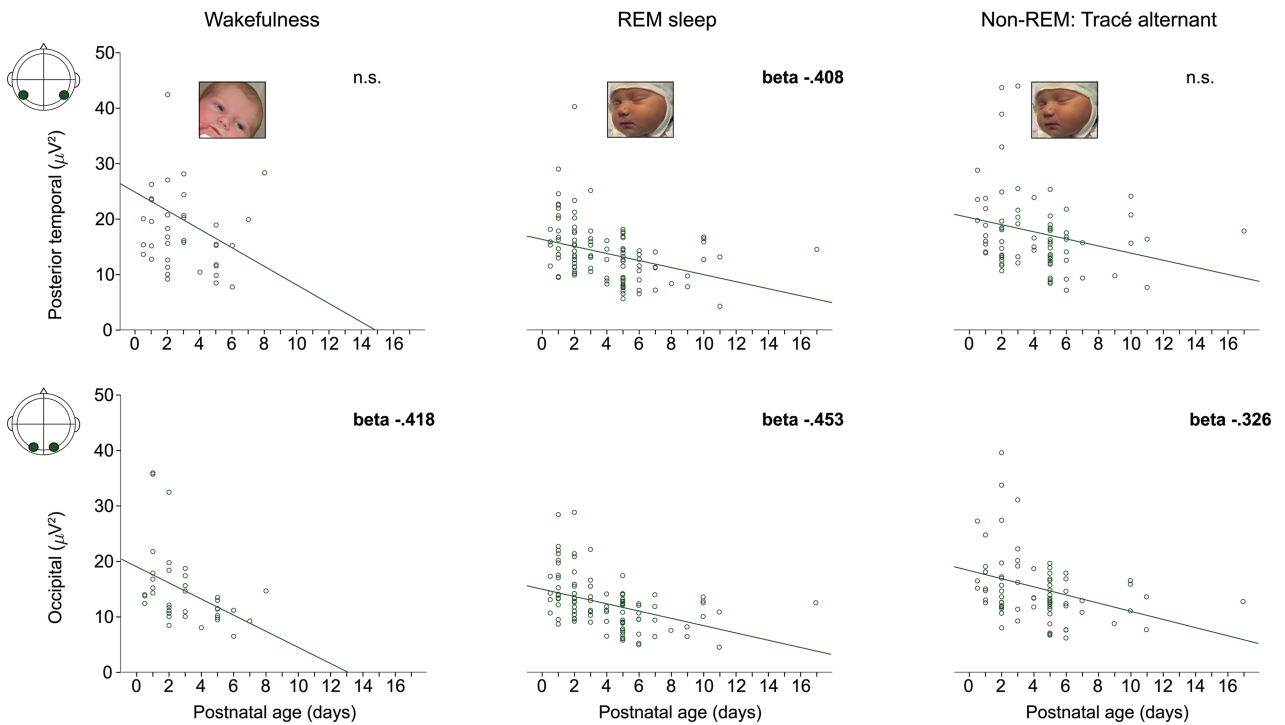 Wakefulness
REM sleep
Non-REM: Tracé alternant
Posterior temporal (μV²)
50
40
30
20
10
0
n.s.
beta -.408
n.s.
0 2 4 6 8 10 12 14 16
0 2 4 6 8 10 12 14 16
0 2 4 6 8 10 12 14 16
Occipital (μV²)
50
40
30
20
10
0
beta -.418
beta -.453
beta -.326
0 2 4 6 8 10 12 14 16
0 2 4 6 8 10 12 14 16
0 2 4 6 8 10 12 14 16
Postnatal age (days)
Postnatal age (days)
Postnatal age (days)